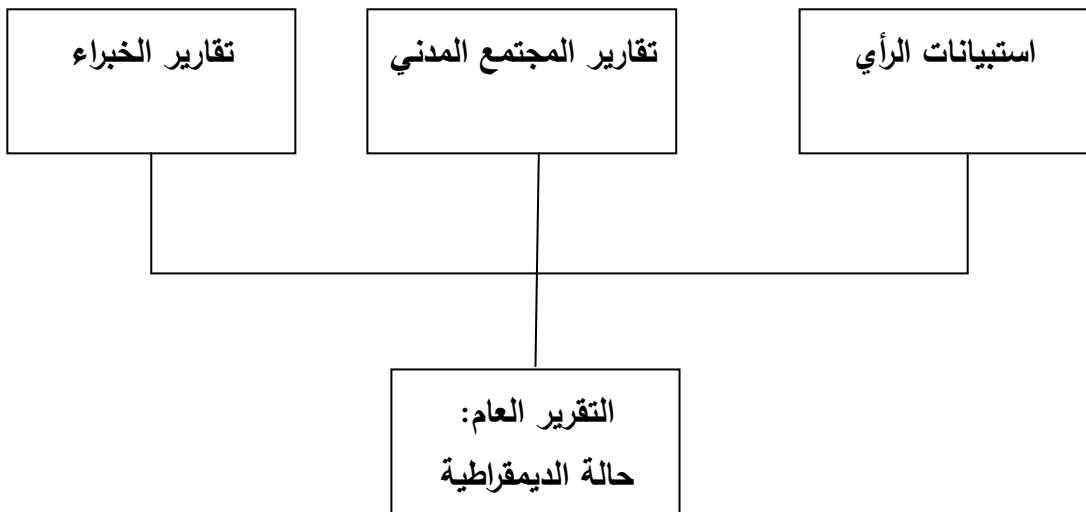 استبيانات الرأي
تقارير المجتمع المدني
تقارير الخبراء
التقرير العام:
حالة الديمقراطية